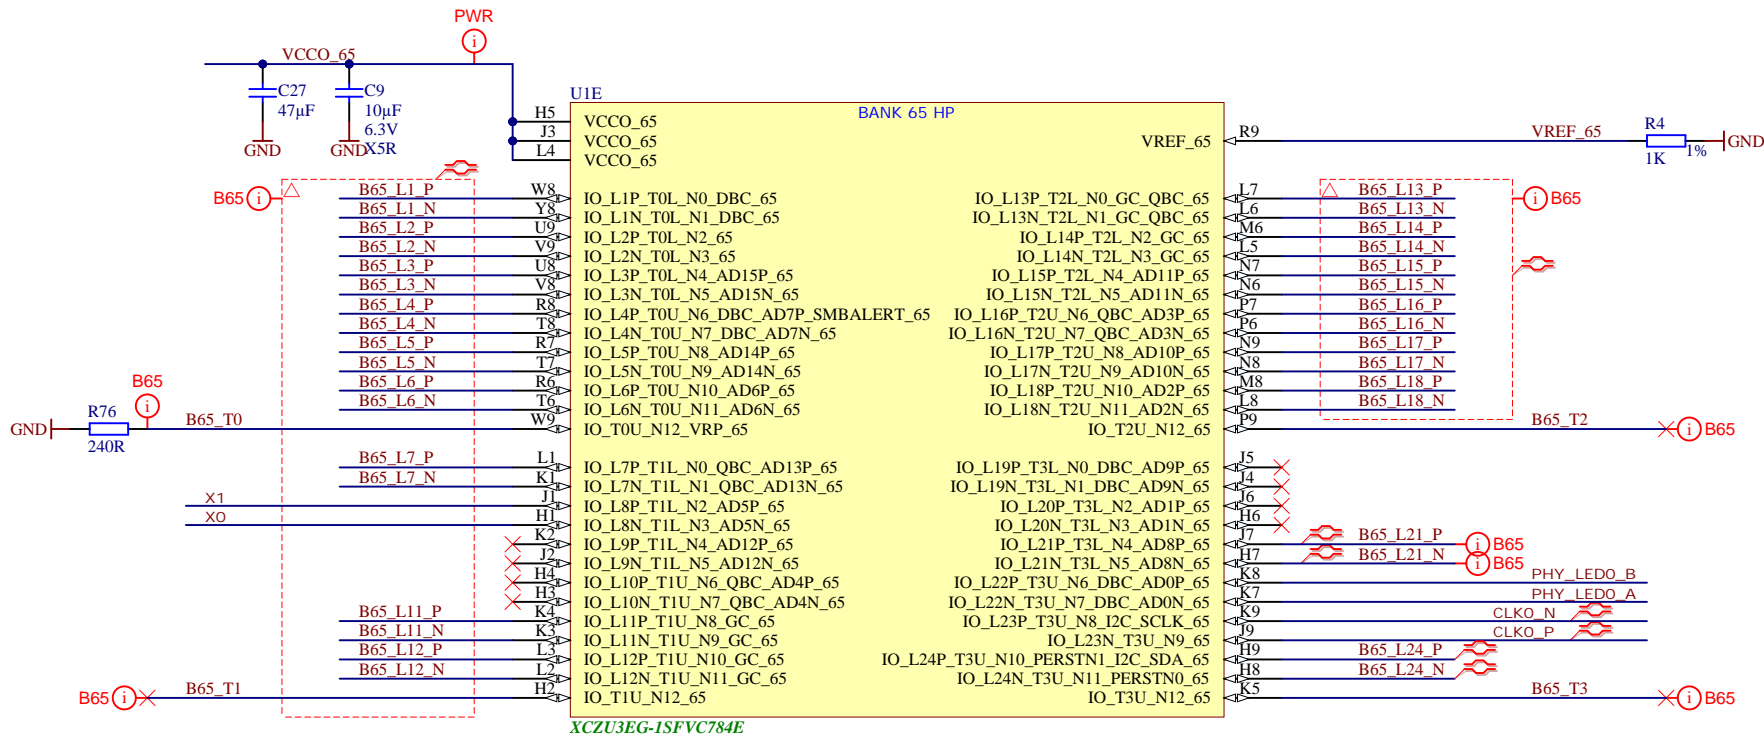 PWR
VCCO_65
C27
47µF
GND
C9
10µF
6.3V
X5R
GND
U1E
BANK 65 HP
H5 VCCO_65
J3 VCCO_65
L4 VCCO_65
VREF_65 R9 VREF_65 R4 1K 1% GND
B65 i
B65_L1_P W8 IO_L1P_T0L_N0_DBC_65
B65_L1_N Y8 IO_L1N_T0L_N1_DBC_65
B65_L2_P U9 IO_L2P_T0L_N2_65
B65_L2_N V9 IO_L2N_T0L_N3_65
B65_L3_P U8 IO_L3P_T0L_N4_AD15P_65
B65_L3_N V8 IO_L3N_T0L_N5_AD15N_65
B65_L4_P R8 IO_L4P_T0U_N6_DBC_AD7P_SMBALERT_65
B65_L4_N T8 IO_L4N_T0U_N7_DBC_AD7N_65
B65_L5_P R7 IO_L5P_T0U_N8_AD14P_65
B65_L5_N T7 IO_L5N_T0U_N9_AD14N_65
B65_L6_P R6 IO_L6P_T0U_N10_AD6P_65
B65_L6_N T6 IO_L6N_T0U_N11_AD6N_65
B65 i
GND R76 240R B65_T0 W9 IO_T0U_N12_VRP_65
B65_L7_P L1 IO_L7P_T1L_N0_QBC_AD13P_65
B65_L7_N K1 IO_L7N_T1L_N1_QBC_AD13N_65
X1 J1 IO_L8P_T1L_N2_AD5P_65
X0 H1 IO_L8N_T1L_N3_AD5N_65
K2 IO_L9P_T1L_N4_AD12P_65
J2 IO_L9N_T1L_N5_AD12N_65
H4 IO_L10P_T1U_N6_QBC_AD4P_65
H3 IO_L10N_T1U_N7_QBC_AD4N_65
B65_L11_P K4 IO_L11P_T1U_N8_GC_65
B65_L11_N K3 IO_L11N_T1U_N9_GC_65
B65_L12_P L3 IO_L12P_T1U_N10_GC_65
B65_L12_N L2 IO_L12N_T1U_N11_GC_65
B65 i B65_T1 H2 IO_T1U_N12_65
IO_L13P_T2L_N0_GC_QBC_65 L7 B65_L13_P i B65
IO_L13N_T2L_N1_GC_QBC_65 L6 B65_L13_N
IO_L14P_T2L_N2_GC_65 M6 B65_L14_P
IO_L14N_T2L_N3_GC_65 L5 B65_L14_N
IO_L15P_T2L_N4_AD11P_65 N7 B65_L15_P
IO_L15N_T2L_N5_AD11N_65 N6 B65_L15_N
IO_L16P_T2U_N6_QBC_AD3P_65 P7 B65_L16_P
IO_L16N_T2U_N7_QBC_AD3N_65 P6 B65_L16_N
IO_L17P_T2U_N8_AD10P_65 N9 B65_L17_P
IO_L17N_T2U_N9_AD10N_65 N8 B65_L17_N
IO_L18P_T2U_N10_AD2P_65 M8 B65_L18_P
IO_L18N_T2U_N11_AD2N_65 L8 B65_L18_N
IO_T2U_N12_65 P9 B65_T2 i B65
IO_L19P_T3L_N0_DBC_AD9P_65 J5
IO_L19N_T3L_N1_DBC_AD9N_65 J4
IO_L20P_T3L_N2_AD1P_65 J6
IO_L20N_T3L_N3_AD1N_65 H6
IO_L21P_T3L_N4_AD8P_65 J7 B65_L21_P i B65
IO_L21N_T3L_N5_AD8N_65 H7 B65_L21_N i B65
IO_L22P_T3U_N6_DBC_AD0P_65 K8 PHY_LED0_B
IO_L22N_T3U_N7_DBC_AD0N_65 K7 PHY_LED0_A
IO_L23P_T3U_N8_I2C_SCLK_65 K9 CLK0_N
IO_L23N_T3U_N9_65 J9 CLK0_P
IO_L24P_T3U_N10_PERSTN1_I2C_SDA_65 H9 B65_L24_P
IO_L24N_T3U_N11_PERSTN0_65 H8 B65_L24_N
IO_T3U_N12_65 K5 B65_T3 i B65
XCZU3EG-1SFVC784E